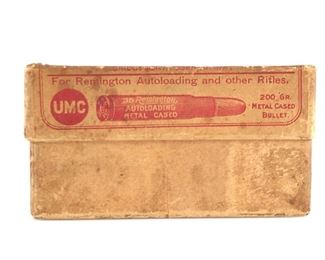 For Remington Autoloading and other Rifles.
UMC
.35 Remington
AUTOLOADING
METAL CASED
200 GR.
METAL CASED
BULLET.